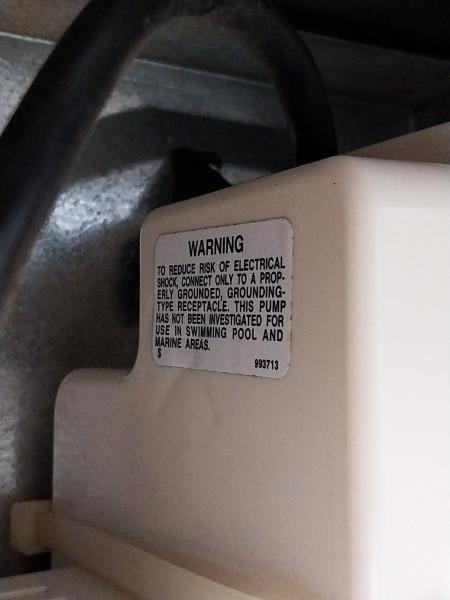 WARNING
TO REDUCE RISK OF ELECTRICAL
SHOCK, CONNECT ONLY TO A PROP-
ERLY GROUNDED, GROUNDING-
TYPE RECEPTACLE. THIS PUMP
HAS NOT BEEN INVESTIGATED FOR
USE IN SWIMMING POOL AND
MARINE AREAS.
S 993713